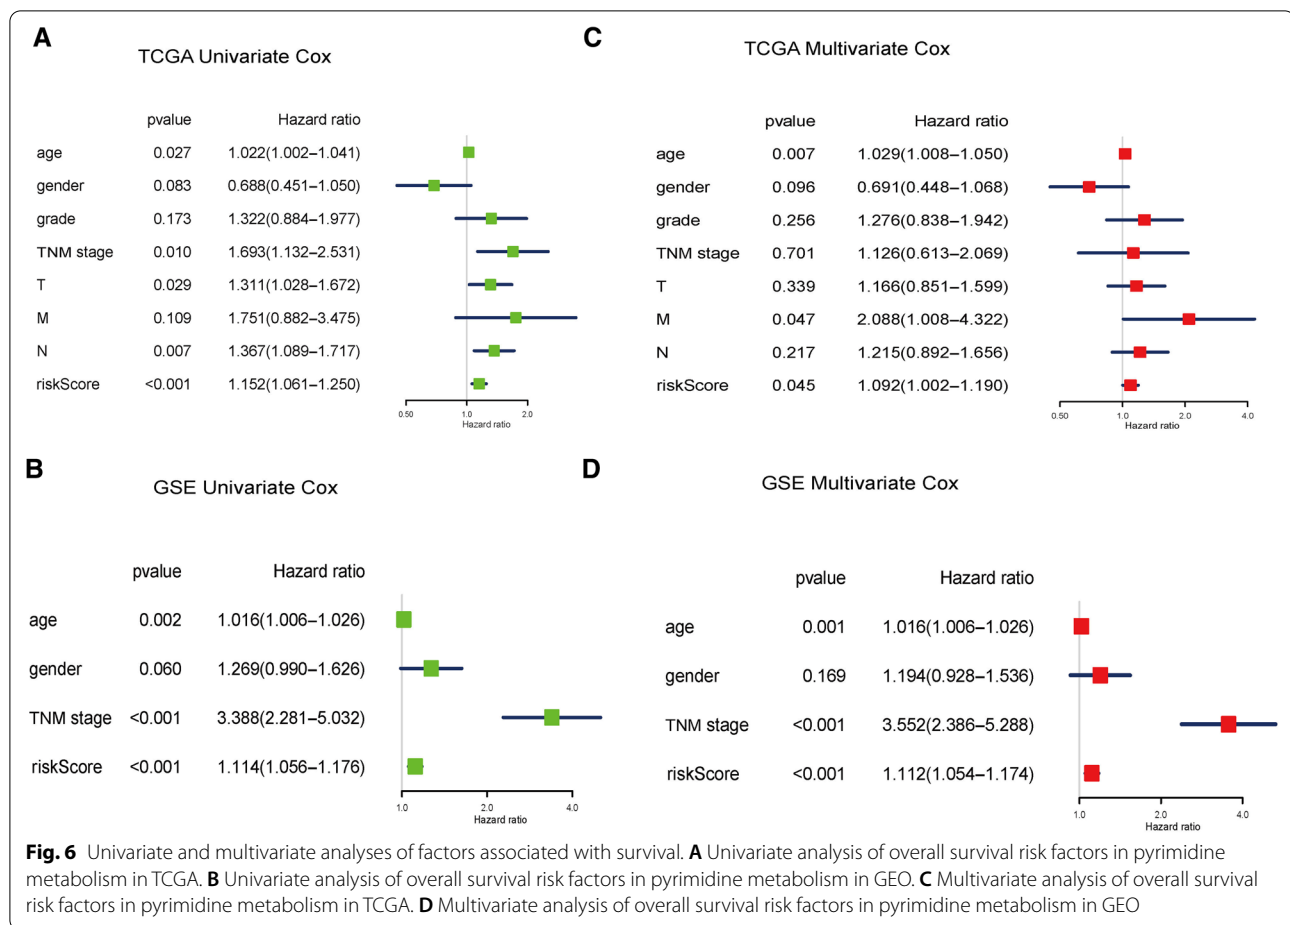 A
TCGA Univariate Cox
pvalue Hazard ratio
age 0.027 1.022(1.002–1.041)
gender 0.083 0.688(0.451–1.050)
grade 0.173 1.322(0.884–1.977)
TNM stage 0.010 1.693(1.132–2.531)
T 0.029 1.311(1.028–1.672)
M 0.109 1.751(0.882–3.475)
N 0.007 1.367(1.089–1.717)
riskScore <0.001 1.152(1.061–1.250)
0.50 1.0 2.0
Hazard ratio
C
TCGA Multivariate Cox
pvalue Hazard ratio
age 0.007 1.029(1.008–1.050)
gender 0.096 0.691(0.448–1.068)
grade 0.256 1.276(0.838–1.942)
TNM stage 0.701 1.126(0.613–2.069)
T 0.339 1.166(0.851–1.599)
M 0.047 2.088(1.008–4.322)
N 0.217 1.215(0.892–1.656)
riskScore 0.045 1.092(1.002–1.190)
0.50 1.0 2.0 4.0
Hazard ratio
B
GSE Univariate Cox
pvalue Hazard ratio
age 0.002 1.016(1.006–1.026)
gender 0.060 1.269(0.990–1.626)
TNM stage <0.001 3.388(2.281–5.032)
riskScore <0.001 1.114(1.056–1.176)
1.0 2.0 4.0
Hazard ratio
D
GSE Multivariate Cox
pvalue Hazard ratio
age 0.001 1.016(1.006–1.026)
gender 0.169 1.194(0.928–1.536)
TNM stage <0.001 3.552(2.386–5.288)
riskScore <0.001 1.112(1.054–1.174)
1.0 2.0 4.0
Hazard ratio
Fig. 6 Univariate and multivariate analyses of factors associated with survival. A Univariate analysis of overall survival risk factors in pyrimidine
metabolism in TCGA. B Univariate analysis of overall survival risk factors in pyrimidine metabolism in GEO. C Multivariate analysis of overall survival
risk factors in pyrimidine metabolism in TCGA. D Multivariate analysis of overall survival risk factors in pyrimidine metabolism in GEO